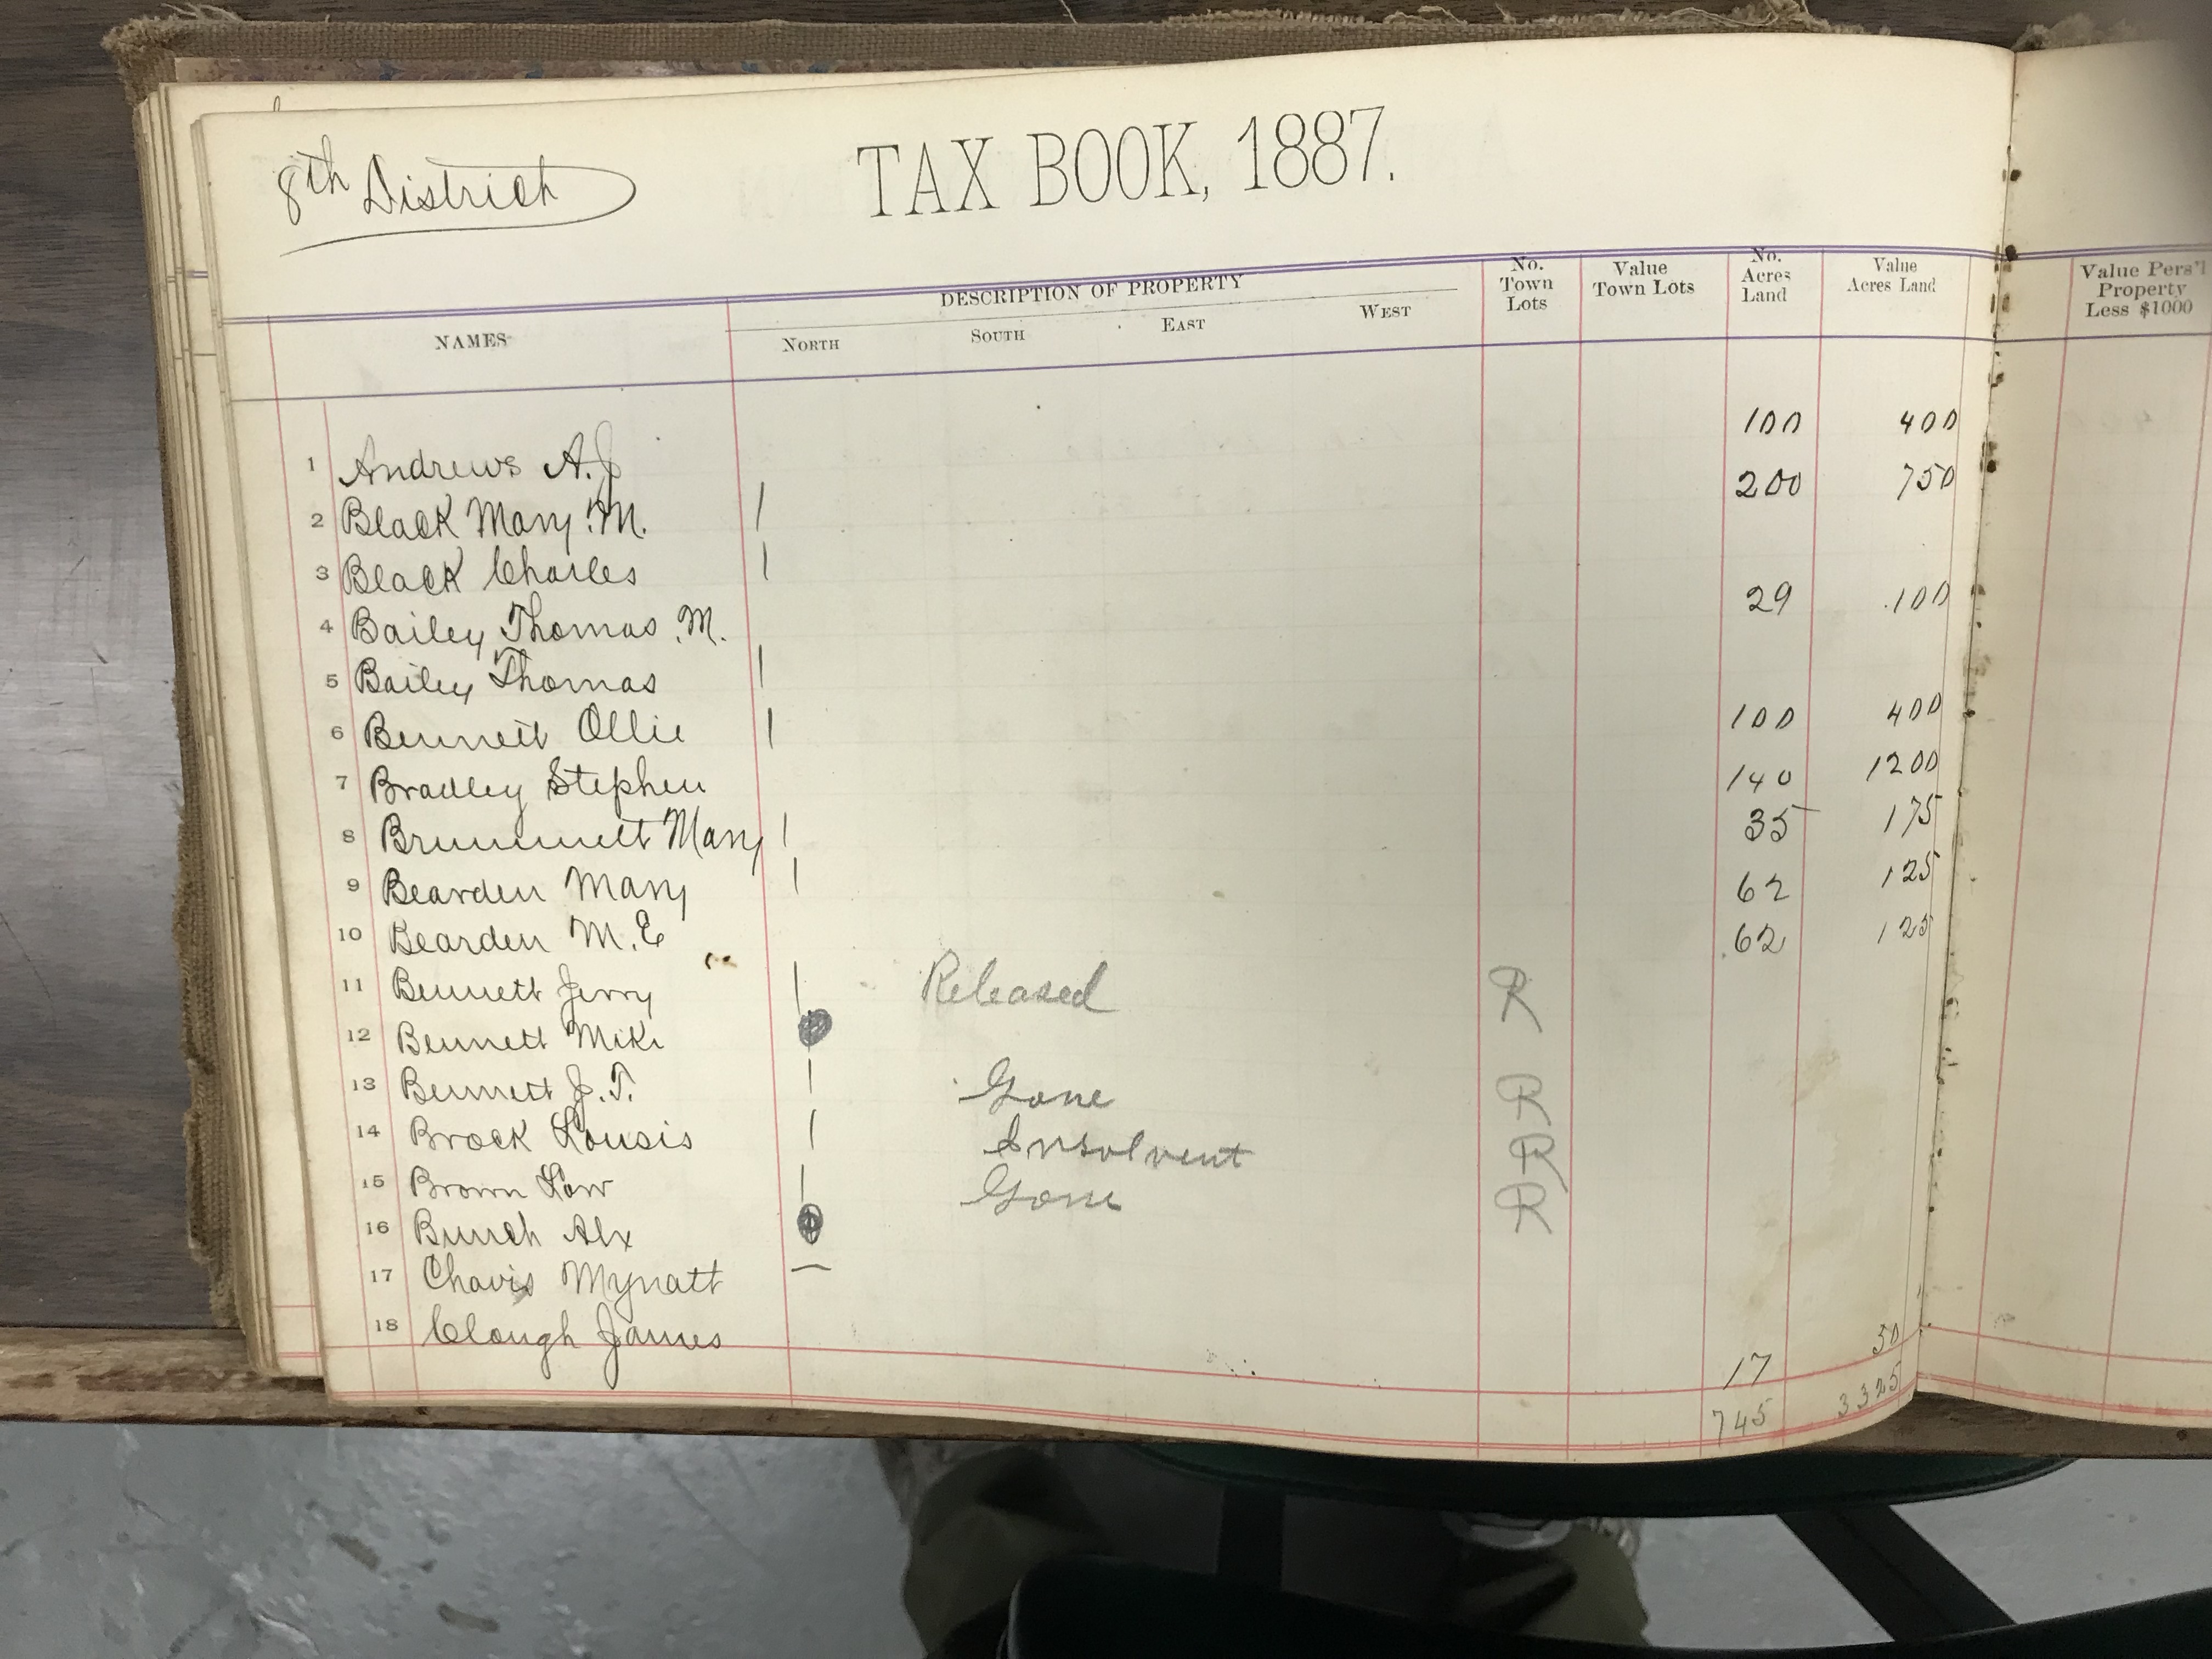 8th District
TAX BOOK, 1887.
NAMES
DESCRIPTION OF PROPERTY
NORTH SOUTH EAST WEST
No. Town Lots
Value Town Lots
No. Acres Land
Value Acres Land
Value Pers'l Property Less $1000
1 Andrews A. J 100 400
2 Black Mary M. 200 750
3 Black Charles
4 Bailey Thomas M. 29 100
5 Bailey Thomas
6 Bennett Ollie 100 400
7 Bradley Stephen 140 1200
8 Brummett Mary 35 175
9 Bearden Mary 62 125
10 Bearden M. E 62 125
11 Bennett Jerry Released R
12 Bennett Mike
13 Bennett J. T. Gone R
14 Brock Insolvent R
15 Brown Gone R
16 Bunch Alx
17 Chavis Mynatt
18 Clough James 17 50
745 3325